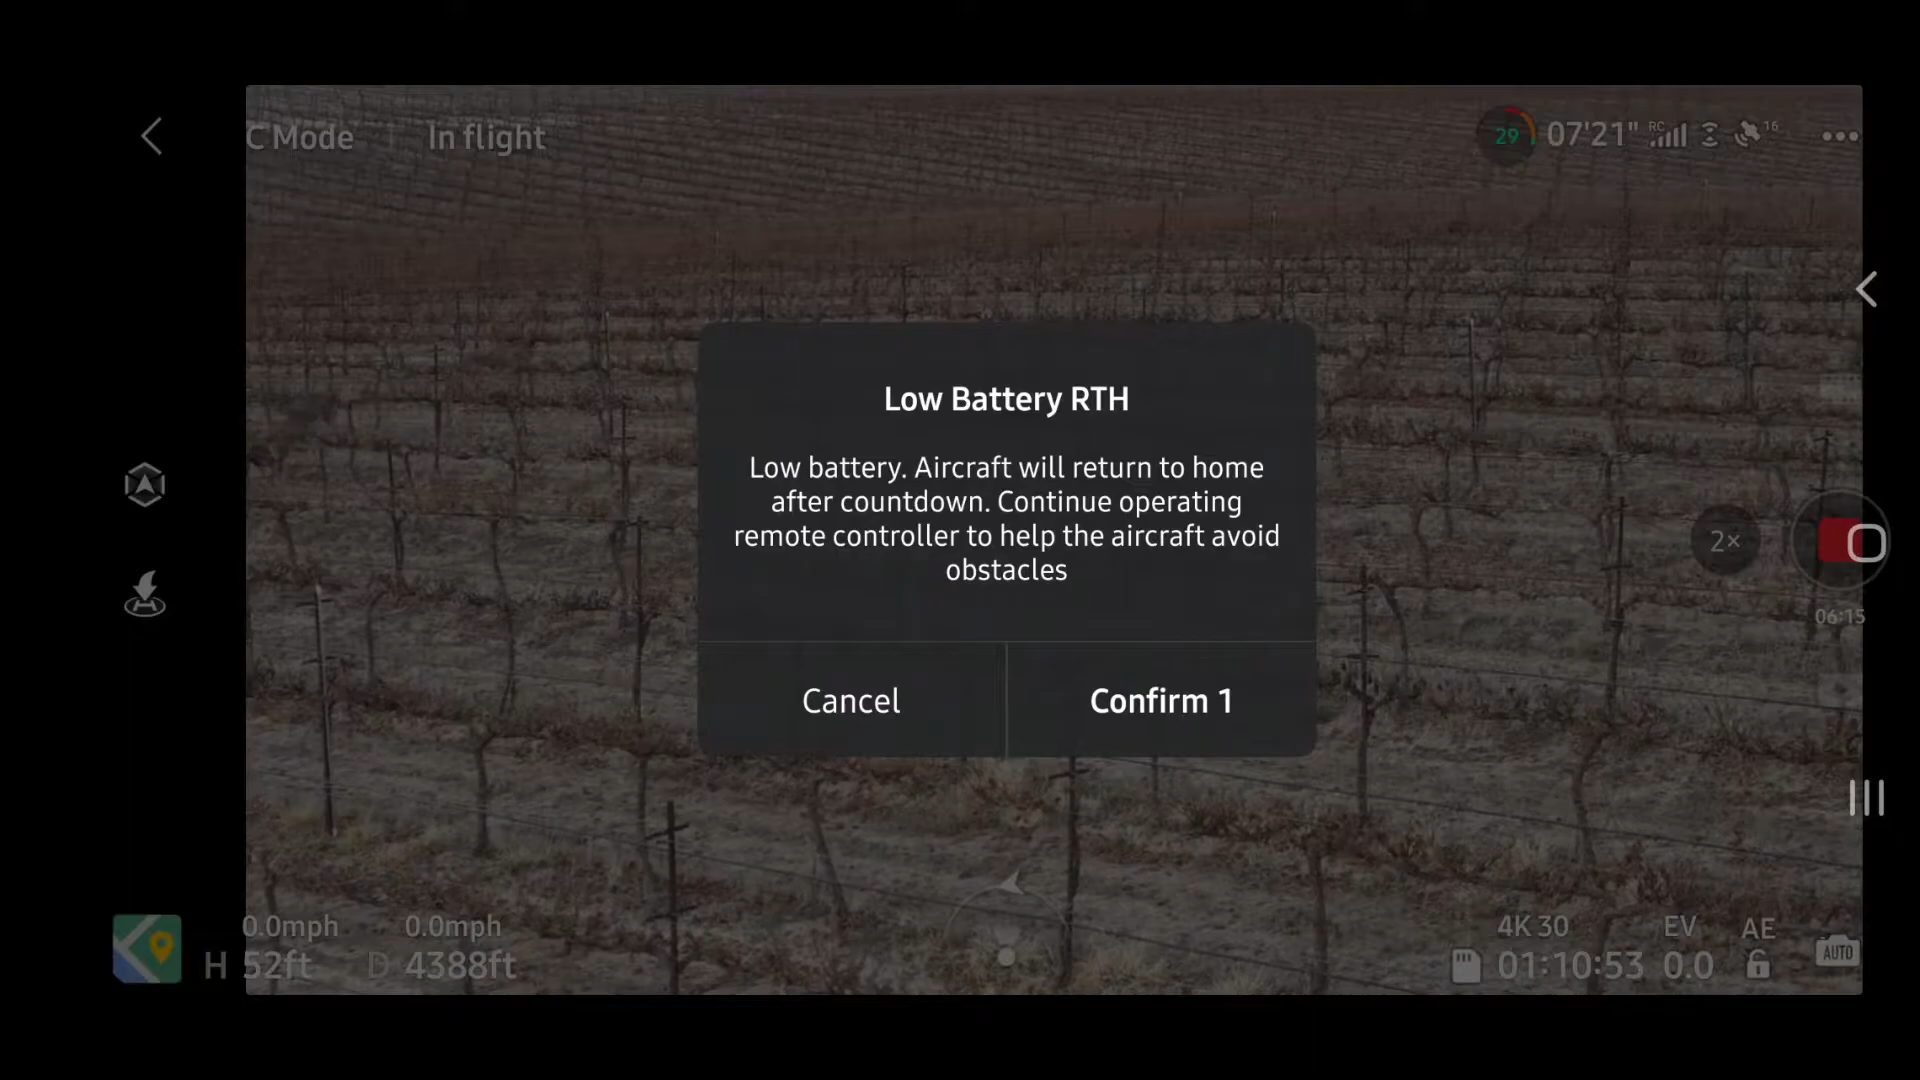 C Mode In flight 29 07'21" RC 16
Low Battery RTH
Low battery. Aircraft will return to home
after countdown. Continue operating
remote controller to help the aircraft avoid
obstacles
2×
06:15
Cancel Confirm 1
0.0mph 0.0mph 4K 30 EV AE
H 52ft D 4388ft 01:10:53 0.0 AUTO